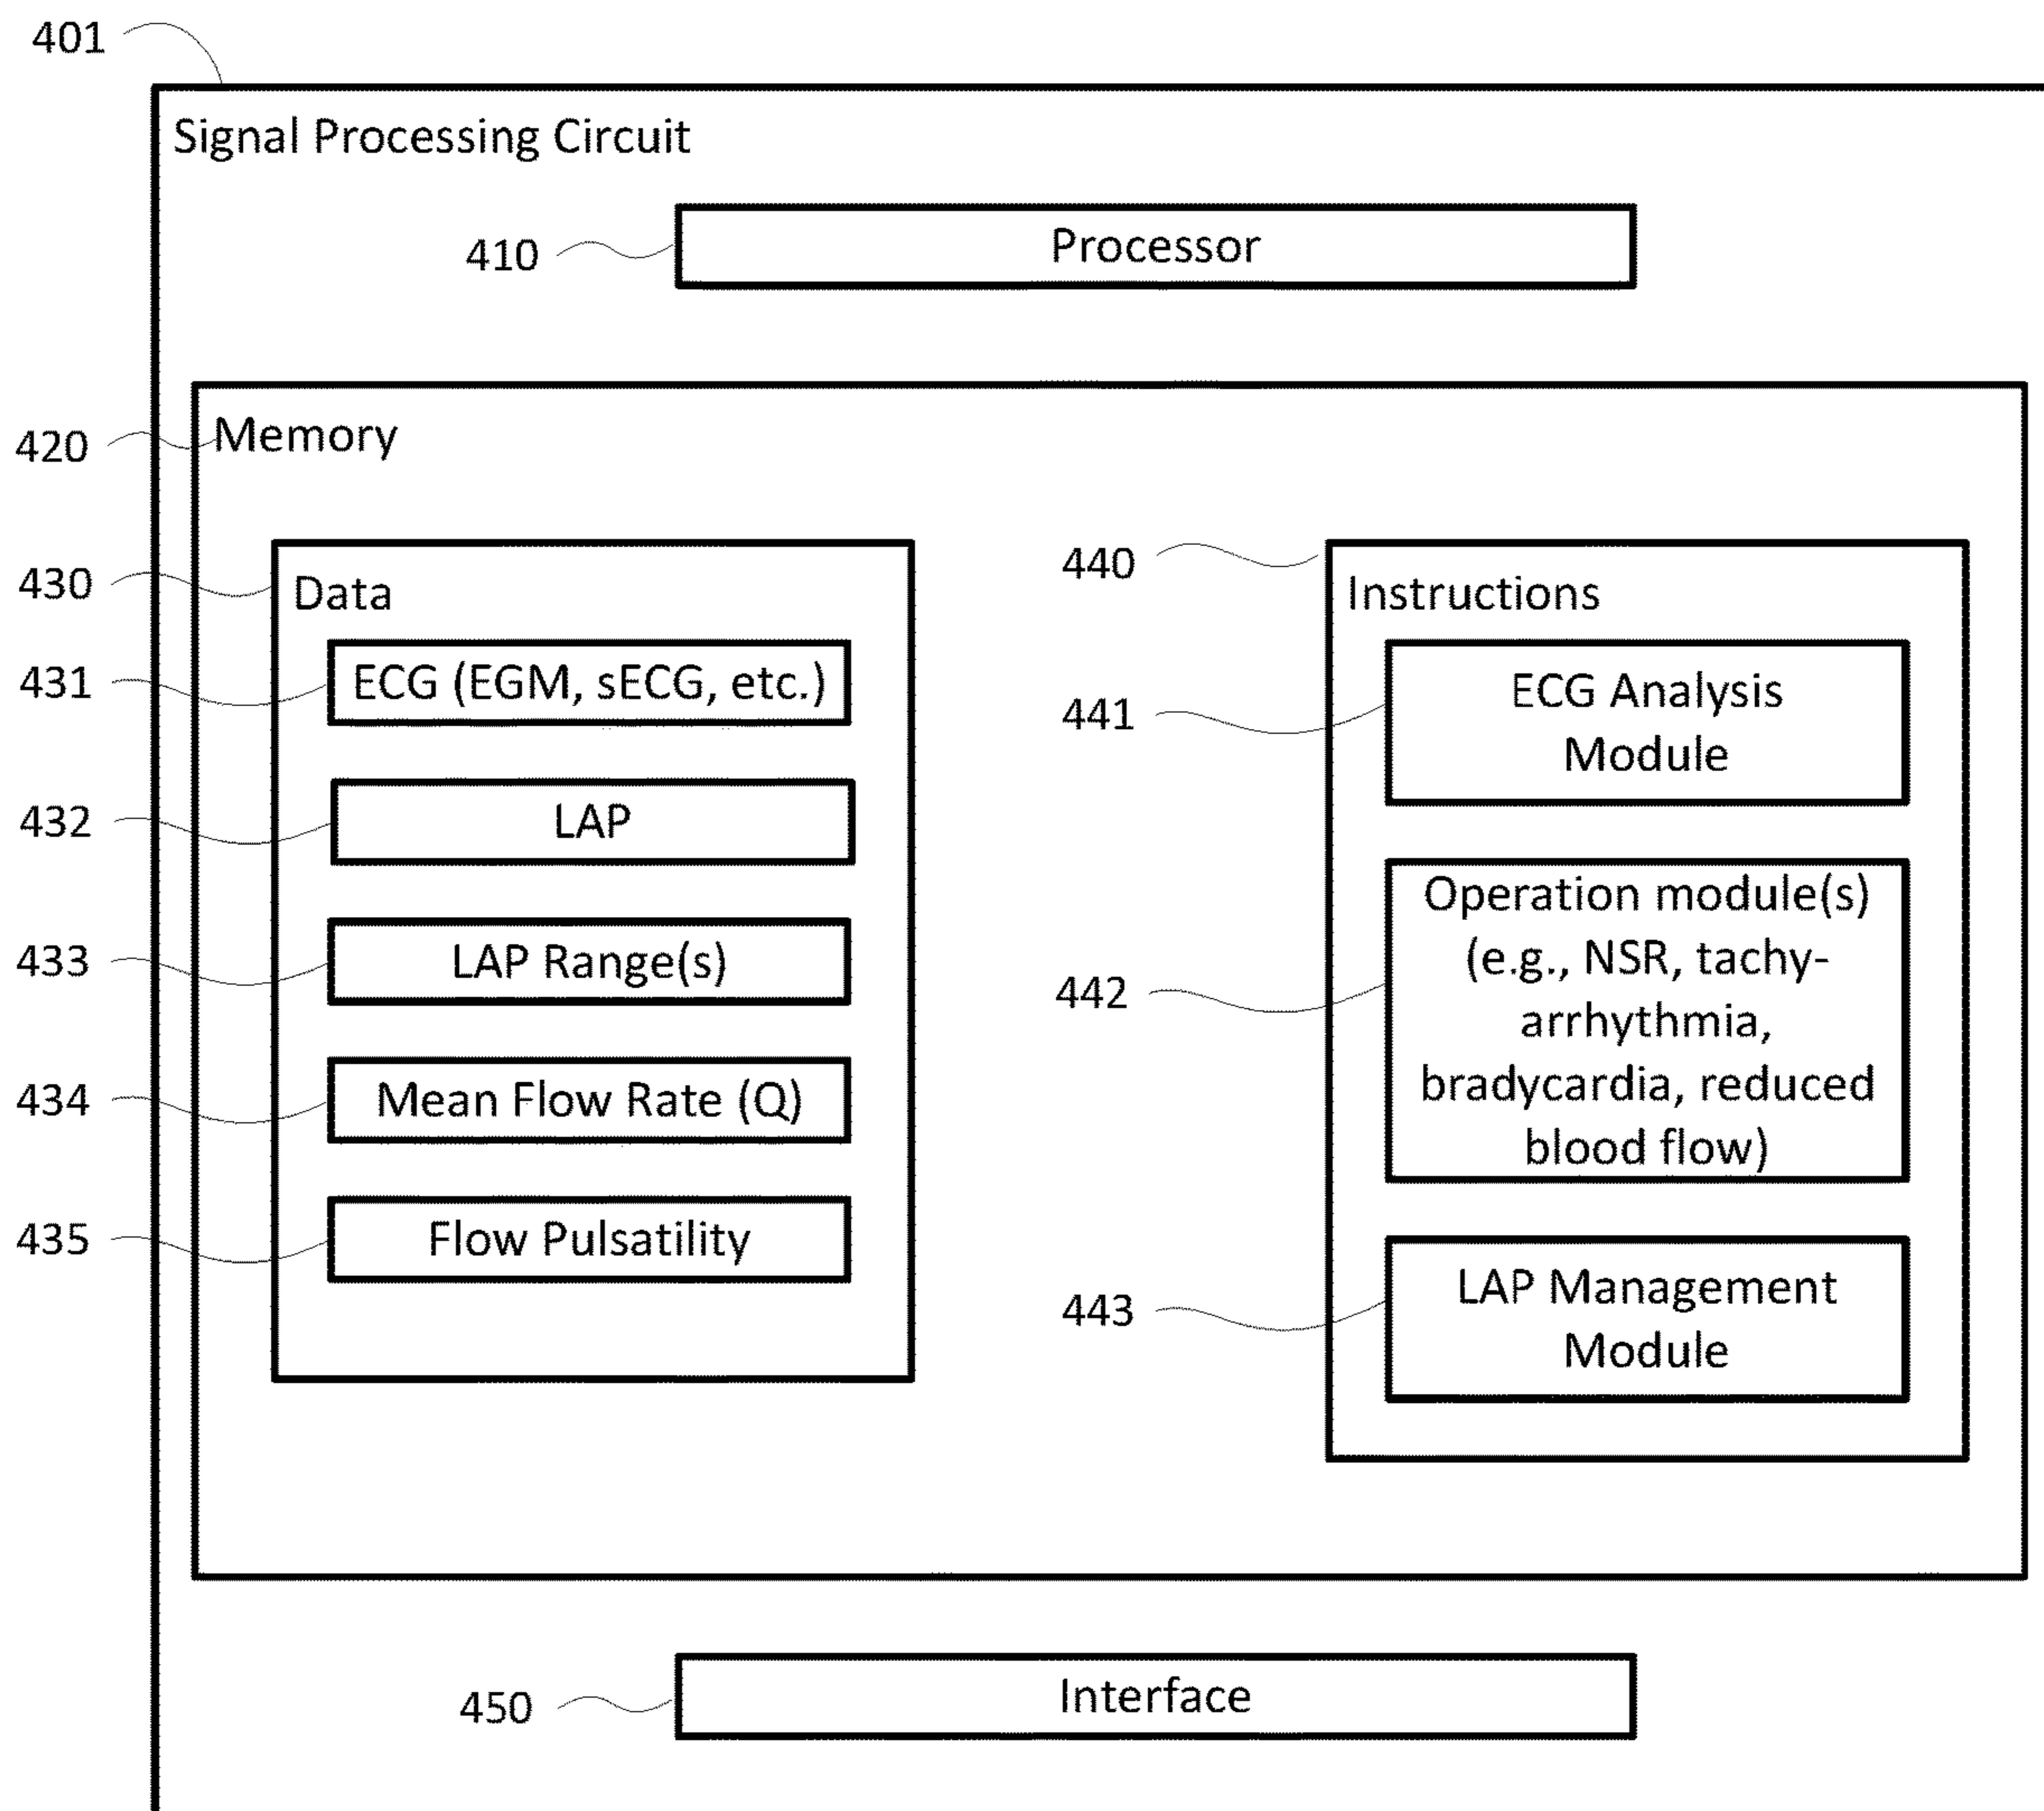 401
Signal Processing Circuit
410
Processor
420
Memory
430
Data
431
ECG (EGM, sECG, etc.)
432
LAP
433
LAP Range(s)
434
Mean Flow Rate (Q)
435
Flow Pulsatility
440
Instructions
441
ECG Analysis
Module
442
Operation module(s)
(e.g., NSR, tachy-
arrhythmia,
bradycardia, reduced
blood flow)
443
LAP Management
Module
450
Interface